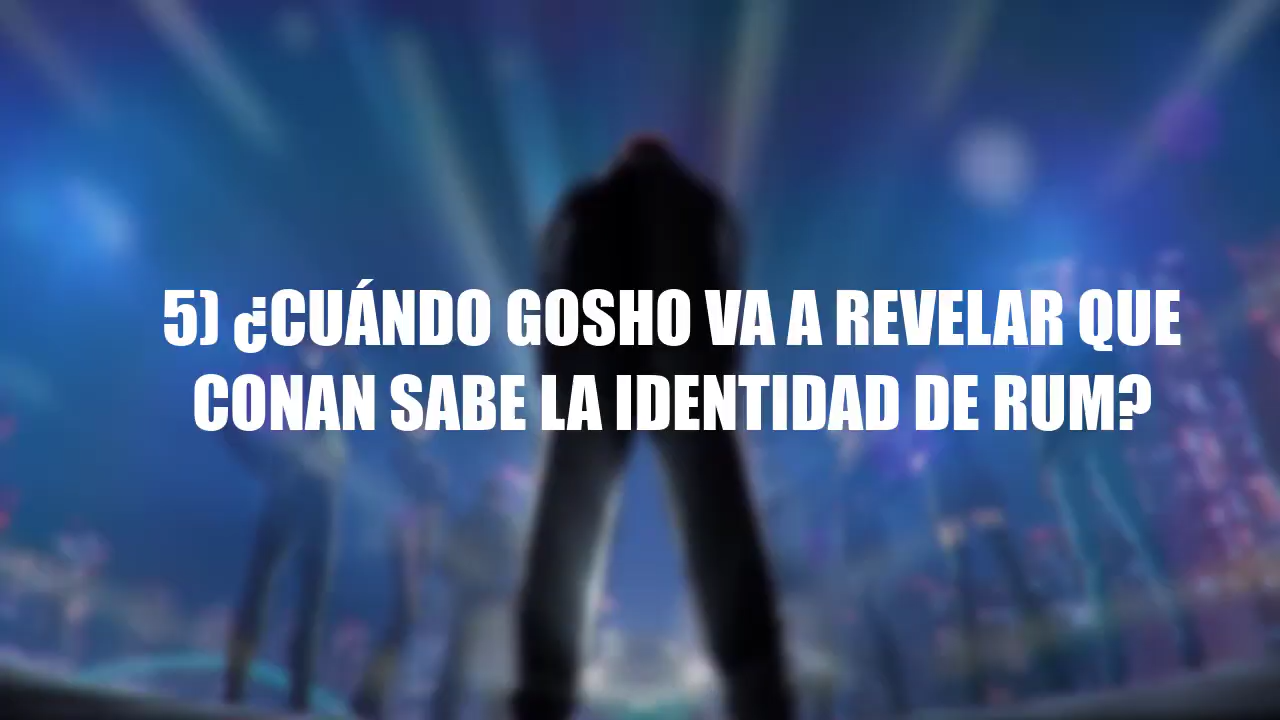 5) ¿CUÁNDO GOSHO VA A REVELAR QUE
CONAN SABE LA IDENTIDAD DE RUM?